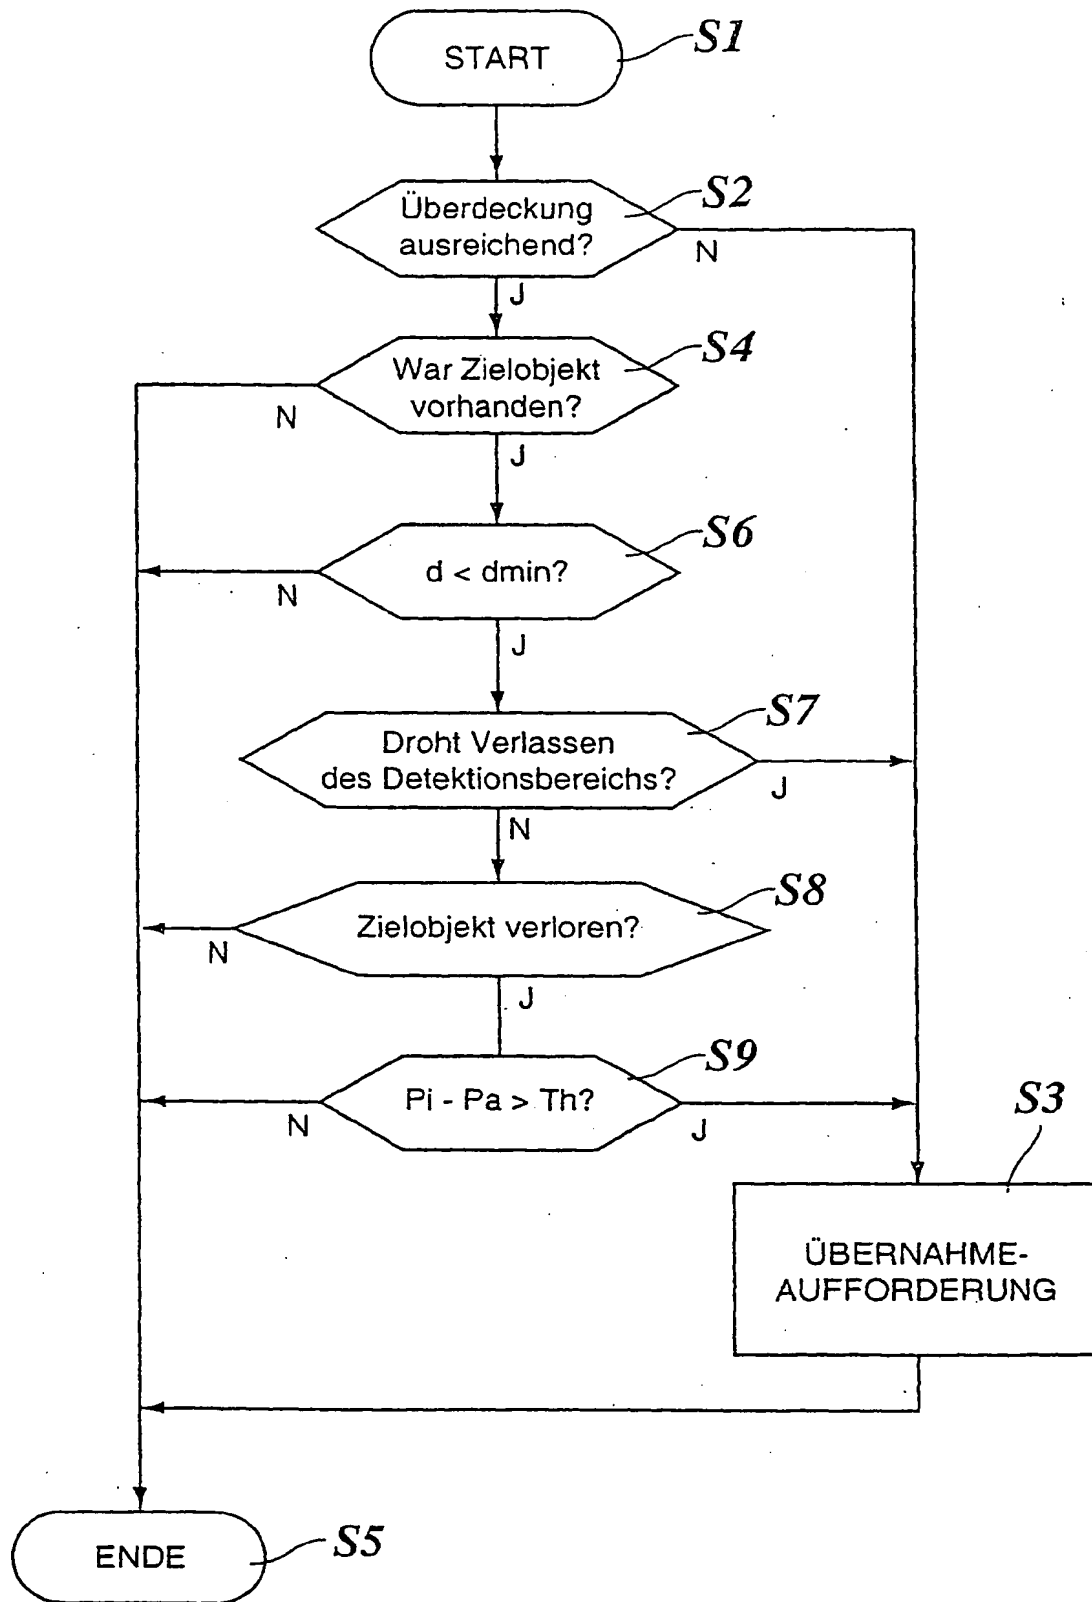 START
S1
Überdeckung
ausreichend?
S2
N
J
War Zielobjekt
vorhanden?
S4
N
J
d < dmin?
S6
N
J
Droht Verlassen
des Detektionsbereichs?
S7
J
N
Zielobjekt verloren?
S8
N
J
Pi - Pa > Th?
S9
N
J
S3
ÜBERNAHME-
AUFFORDERUNG
ENDE
S5